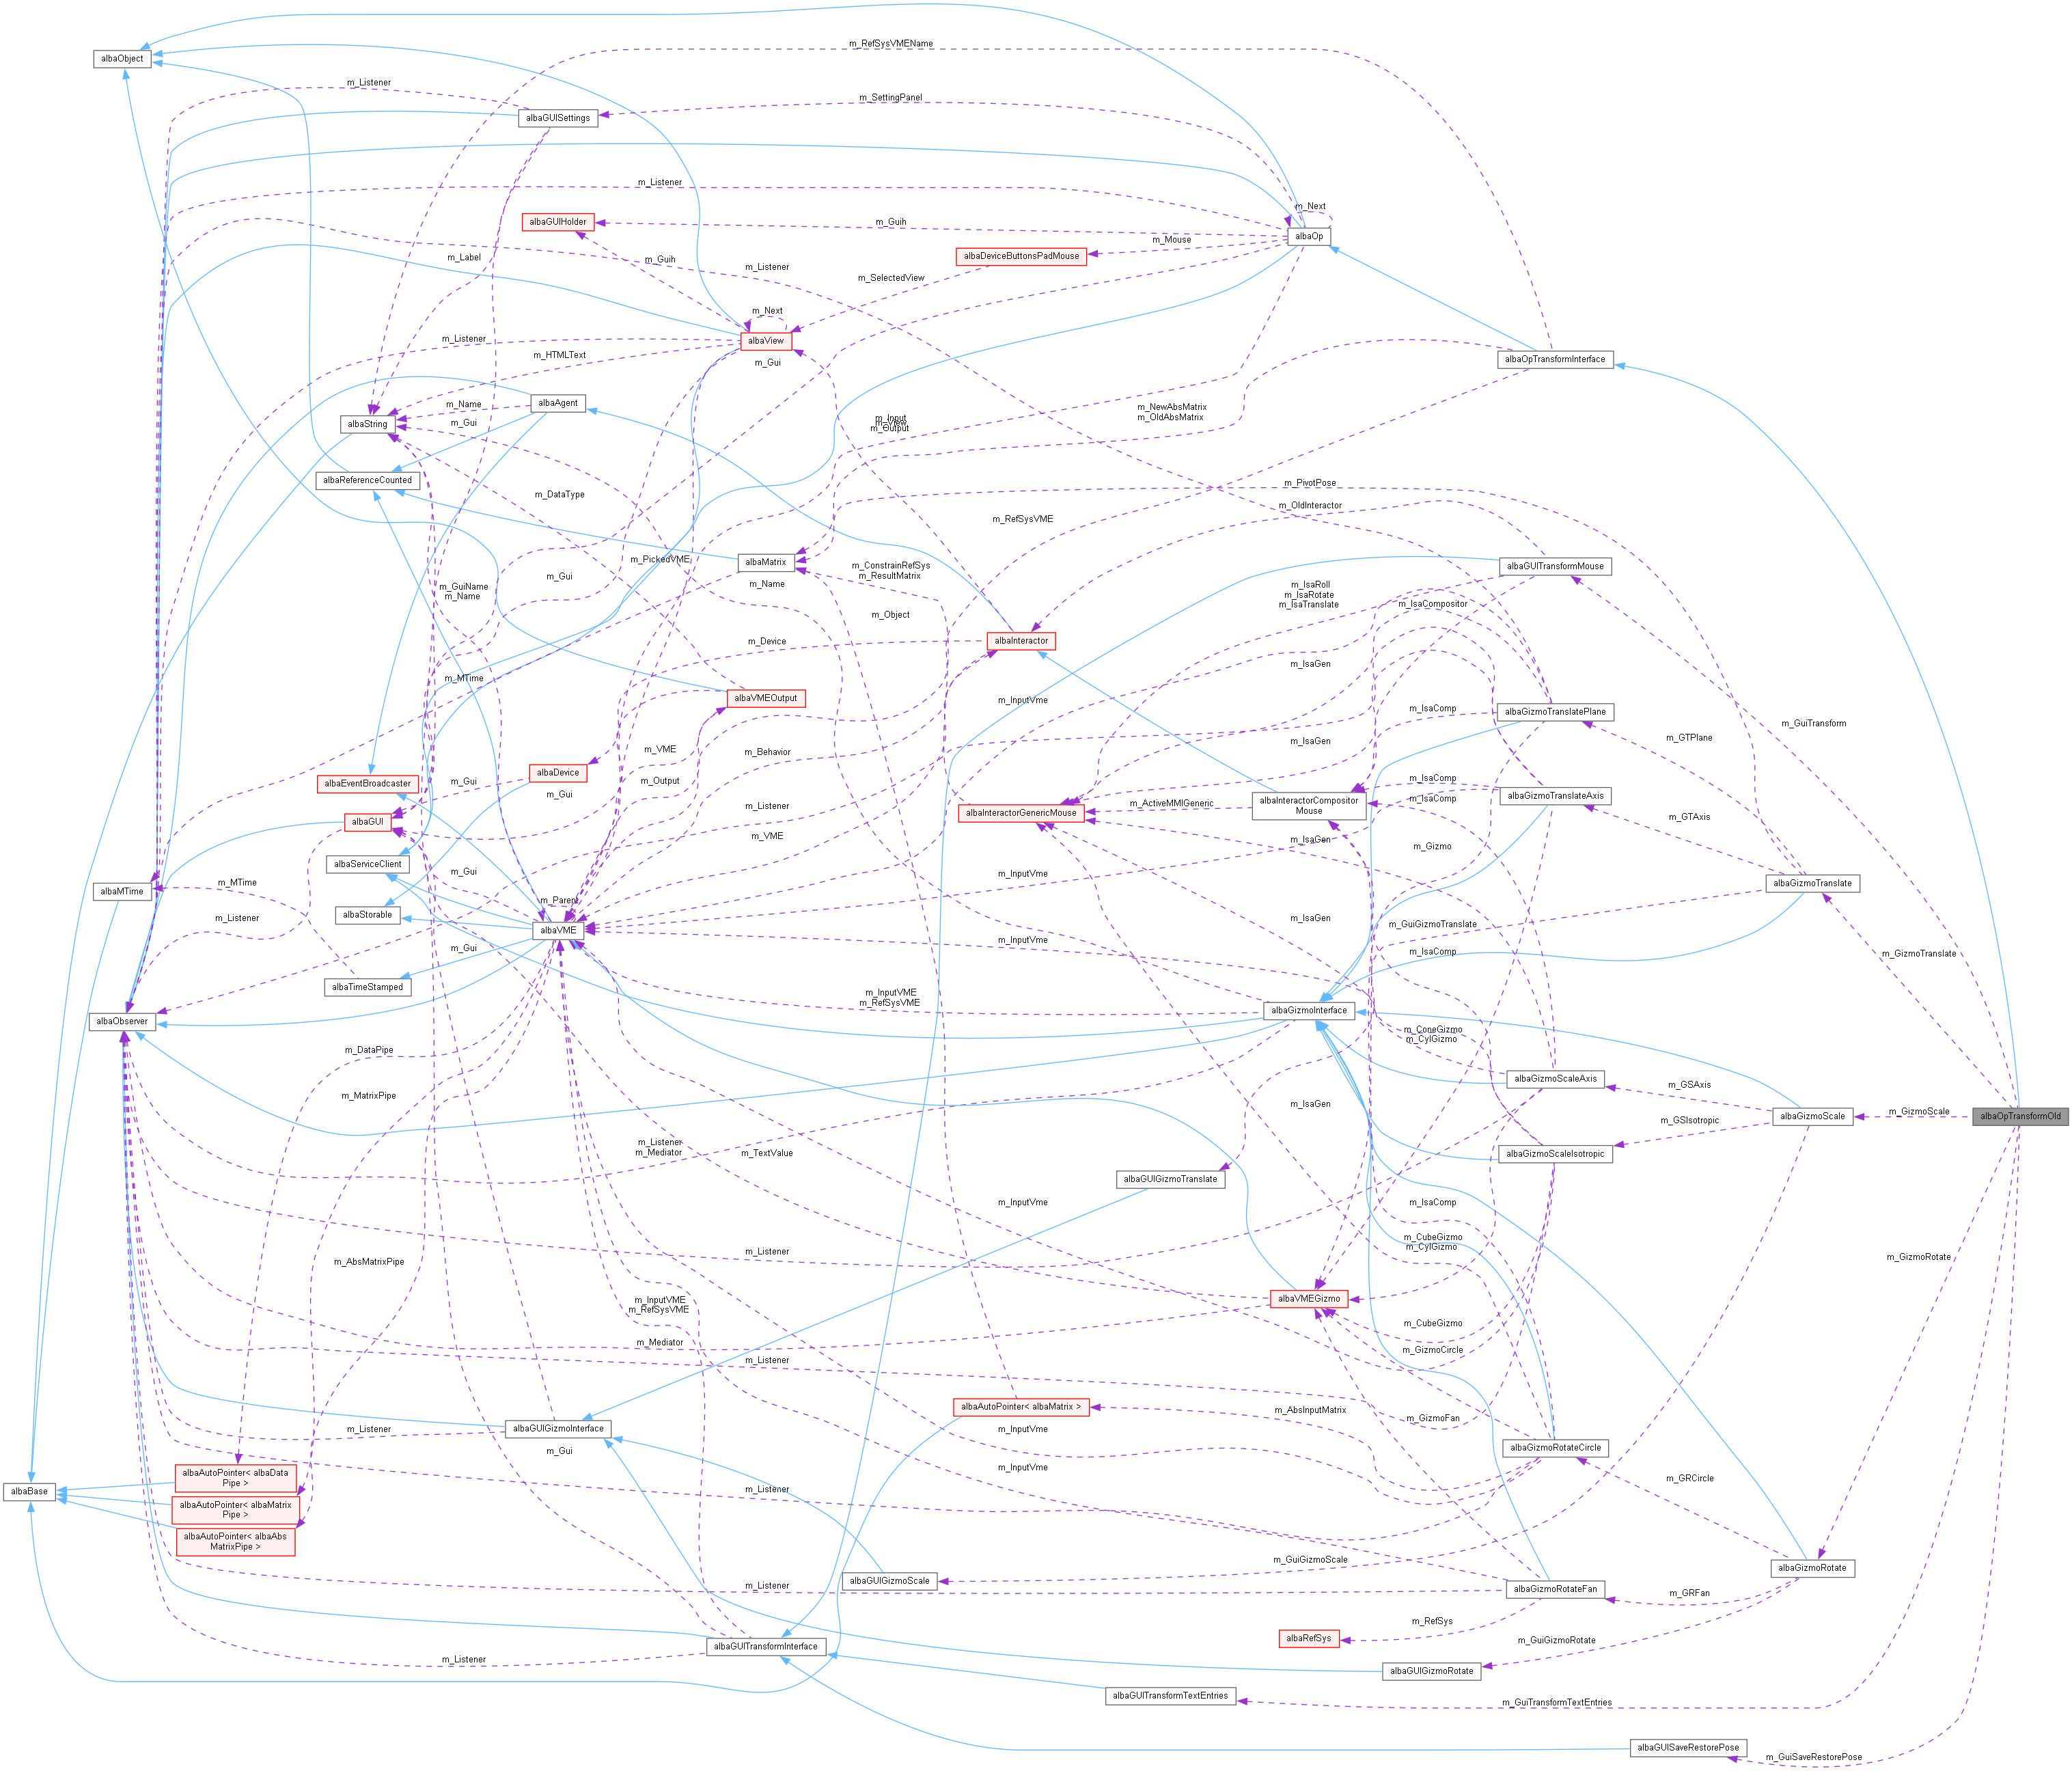 m_RefSysVMEName
albaObject
m_Listener
m_SettingPanel
albaGUISettings
m_Listener
m_Next
albaGUIHolder
m_Guih
albaOp
m_Mouse
albaDeviceButtonsPadMouse
m_Label
m_Guih
m_Listener
m_SelectedView
m_Next
m_Listener
albaView
m_HTMLText
m_Gui
albaOpTransformInterface
albaAgent
m_Name
m_NewAbsMatrix
m_OldAbsMatrix
albaString
m_Gui
m_Input
m_View
m_Output
albaReferenceCounted
m_PivotPose
m_DataType
m_OldInteractor
m_RefSysVME
m_PickedVME
albaMatrix
m_ConstrainRefSys
m_ResultMatrix
albaGUITransformMouse
m_GuiName
m_Name
m_Gui
m_Name
m_IsaRoll
m_IsaRotate
m_IsaTranslate
m_IsaCompositor
m_Object
m_Device
albaInteractor
m_MTime
m_IsaGen
albaVMEOutput
m_InputVme
m_IsaComp
albaGizmoTranslatePlane
m_GuiTransform
m_VME
m_Behavior
m_IsaGen
m_GTPlane
albaDevice
albaEventBroadcaster
m_Gui
m_Output
m_IsaComp
m_Gui
albaInteractorCompositor
Mouse
albaGizmoTranslateAxis
m_ActiveMMIGeneric
m_IsaComp
m_Listener
albaInteractorGenericMouse
albaGUI
m_GTAxis
m_VME
m_IsaGen
m_Gizmo
albaServiceClient
m_Gui
m_InputVme
albaMTime
m_MTime
albaGizmoTranslate
m_Parent
albaStorable
m_Listener
m_GuiGizmoTranslate
albaVME
m_IsaGen
m_Gui
m_InputVme
m_IsaComp
m_GizmoTranslate
albaTimeStamped
m_InputVME
m_RefSysVME
albaGizmoInterface
albaObserver
m_ConeGizmo
m_CylGizmo
m_DataPipe
albaGizmoScaleAxis
m_GSAxis
m_MatrixPipe
m_IsaGen
albaGizmoScale
m_GizmoScale
albaOpTransformOld
m_GSIsotropic
m_Listener
m_Mediator
m_TextValue
albaGizmoScaleIsotropic
albaGUIGizmoTranslate
m_InputVme
m_IsaComp
m_CubeGizmo
m_CylGizmo
m_Listener
m_GizmoRotate
m_AbsMatrixPipe
m_InputVME
m_RefSysVME
albaVMEGizmo
m_CubeGizmo
m_Mediator
m_GizmoCircle
m_Listener
albaAutoPointer< albaMatrix >
m_AbsInputMatrix
m_GizmoFan
albaGUIGizmoInterface
m_Listener
m_InputVme
albaGizmoRotateCircle
m_Gui
m_InputVme
albaAutoPointer< albaData
Pipe >
m_GRCircle
albaBase
m_Listener
albaAutoPointer< albaMatrix
Pipe >
albaAutoPointer< albaAbs
MatrixPipe >
m_GuiGizmoScale
albaGizmoRotate
albaGUIGizmoScale
m_Listener
albaGizmoRotateFan
m_GRFan
m_RefSys
albaRefSys
m_GuiGizmoRotate
albaGUITransformInterface
m_Listener
albaGUIGizmoRotate
albaGUITransformTextEntries
m_GuiTransformTextEntries
albaGUISaveRestorePose
m_GuiSaveRestorePose